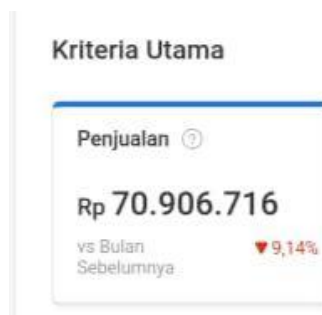 Kriteria Utama
Penjualan ?
Rp 70.906.716
vs Bulan
Sebelumnya
▼9,14%